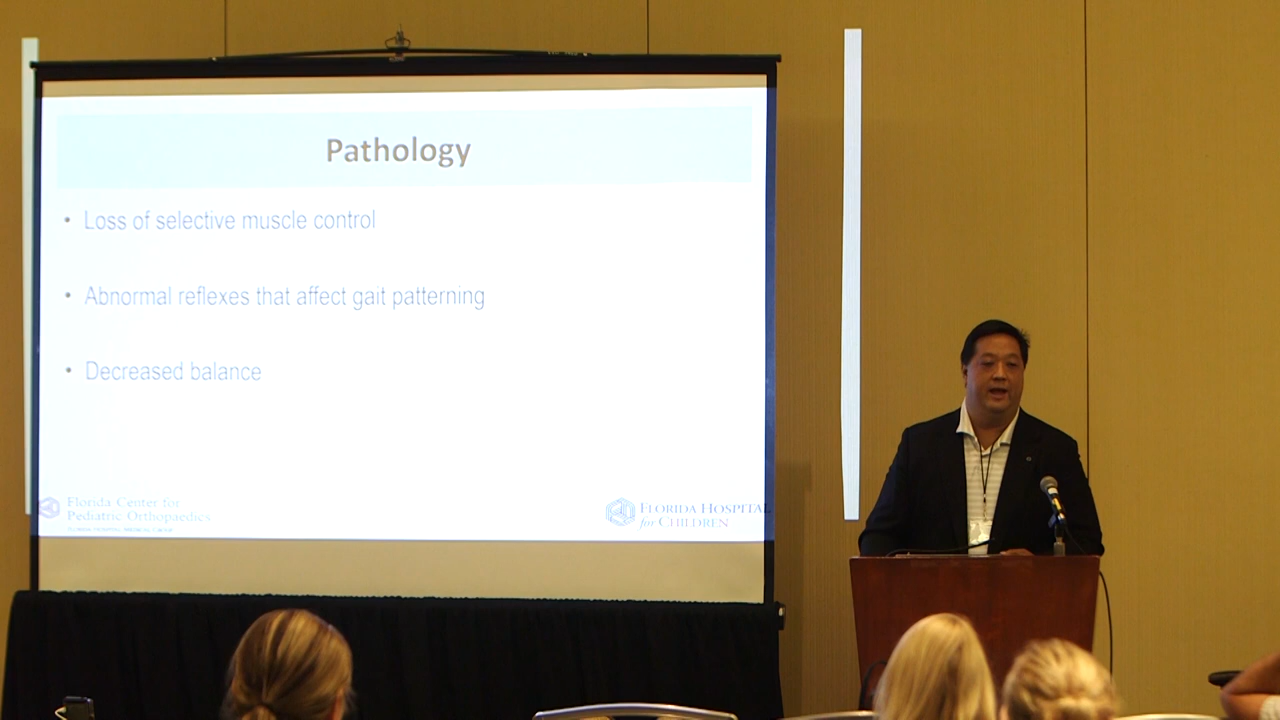 Pathology
• Loss of selective muscle control
• Abnormal reflexes that affect gait patterning
• Decreased balance
Florida Center for
Pediatric Orthopaedics
FLORIDA HOSPITAL
for CHILDREN